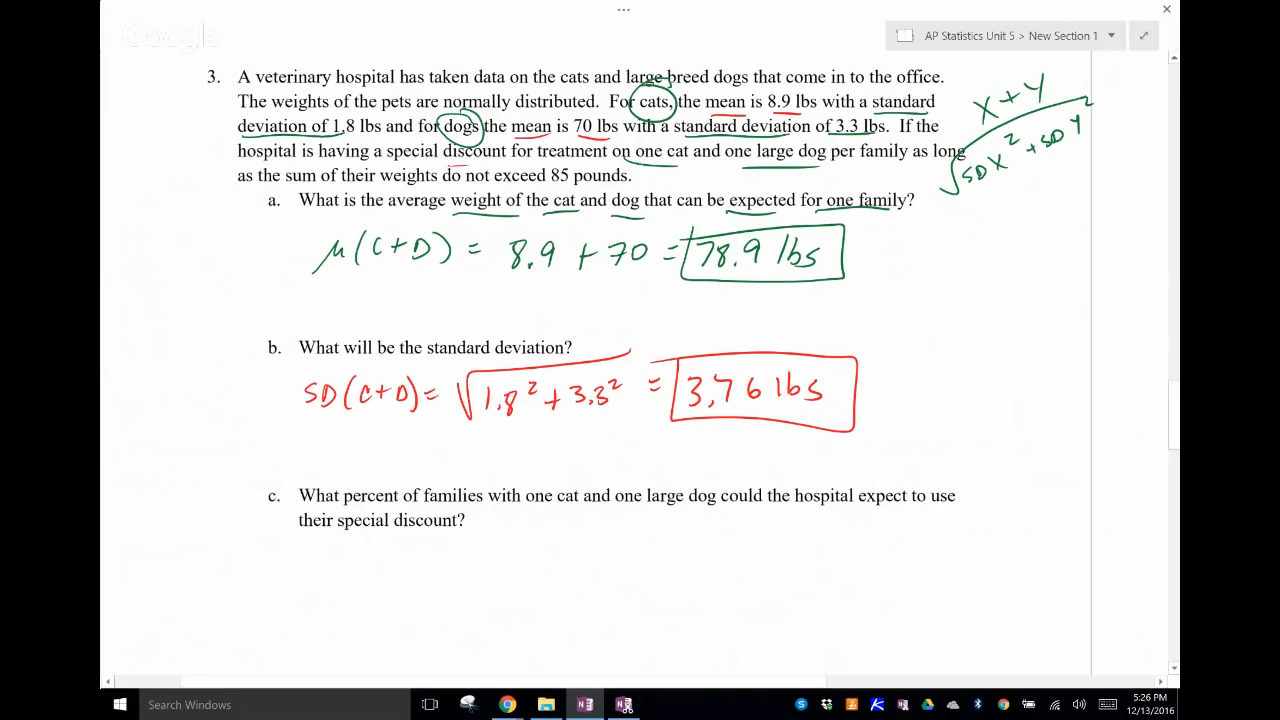 Google
AP Statistics Unit 5 > New Section 1
3. A veterinary hospital has taken data on the cats and large breed dogs that come in to the office.
The weights of the pets are normally distributed. For cats, the mean is 8.9 lbs with a standard
deviation of 1.8 lbs and for dogs the mean is 70 lbs with a standard deviation of 3.3 lbs. If the
hospital is having a special discount for treatment on one cat and one large dog per family as long
as the sum of their weights do not exceed 85 pounds.
X + Y
√SDX² + SDY²
a. What is the average weight of the cat and dog that can be expected for one family?
μ(C+D) = 8.9 + 70 = 78.9 lbs
b. What will be the standard deviation?
SD(C+D) = √1.8² + 3.3² = 3.76 lbs
c. What percent of families with one cat and one large dog could the hospital expect to use
their special discount?
Search Windows
5:26 PM
12/13/2016